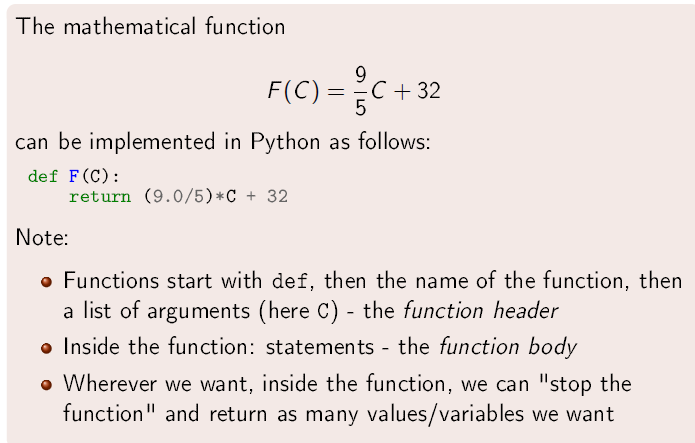 The mathematical function
F(C) = 9/5 C + 32
can be implemented in Python as follows:
def F(C):
    return (9.0/5)*C + 32
Note:
Functions start with def, then the name of the function, then
a list of arguments (here C) - the function header
Inside the function: statements - the function body
Wherever we want, inside the function, we can "stop the
function" and return as many values/variables we want